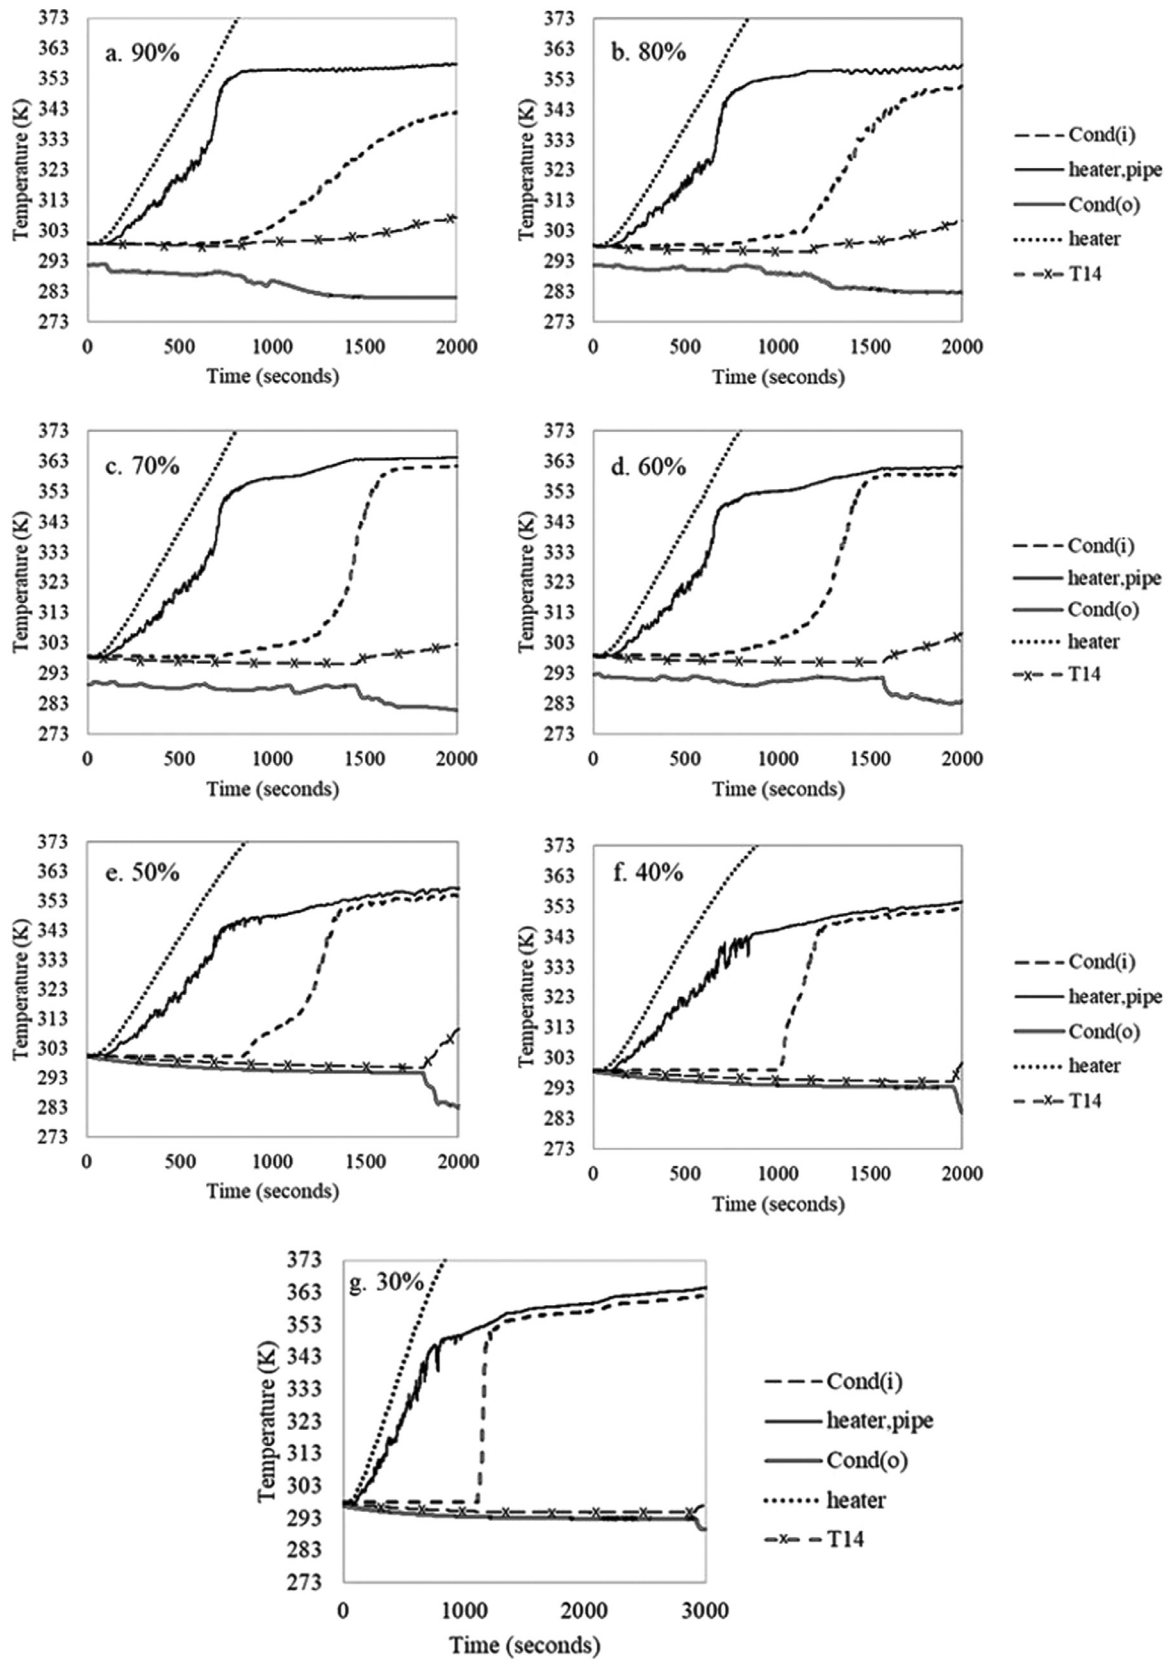 a. 90%
Temperature (K)
373
363
353
343
333
323
313
303
293
283
273
0 500 1000 1500 2000
Time (seconds)
b. 80%
Temperature (K)
373
363
353
343
333
323
313
303
293
283
273
0 500 1000 1500 2000
Time (seconds)
Cond(i)
heater,pipe
Cond(o)
heater
T14
c. 70%
Temperature (K)
373
363
353
343
333
323
313
303
293
283
273
0 500 1000 1500 2000
Time (seconds)
d. 60%
Temperature (K)
373
363
353
343
333
323
313
303
293
283
273
0 500 1000 1500 2000
Time (seconds)
Cond(i)
heater,pipe
Cond(o)
heater
T14
e. 50%
Temperature (K)
373
363
353
343
333
323
313
303
293
283
273
0 500 1000 1500 2000
Time (seconds)
f. 40%
Temperature (K)
373
363
353
343
333
323
313
303
293
283
273
0 500 1000 1500 2000
Time (seconds)
Cond(i)
heater,pipe
Cond(o)
heater
T14
g. 30%
Temperature (K)
373
363
353
343
333
323
313
303
293
283
273
0 1000 2000 3000
Time (seconds)
Cond(i)
heater,pipe
Cond(o)
heater
T14